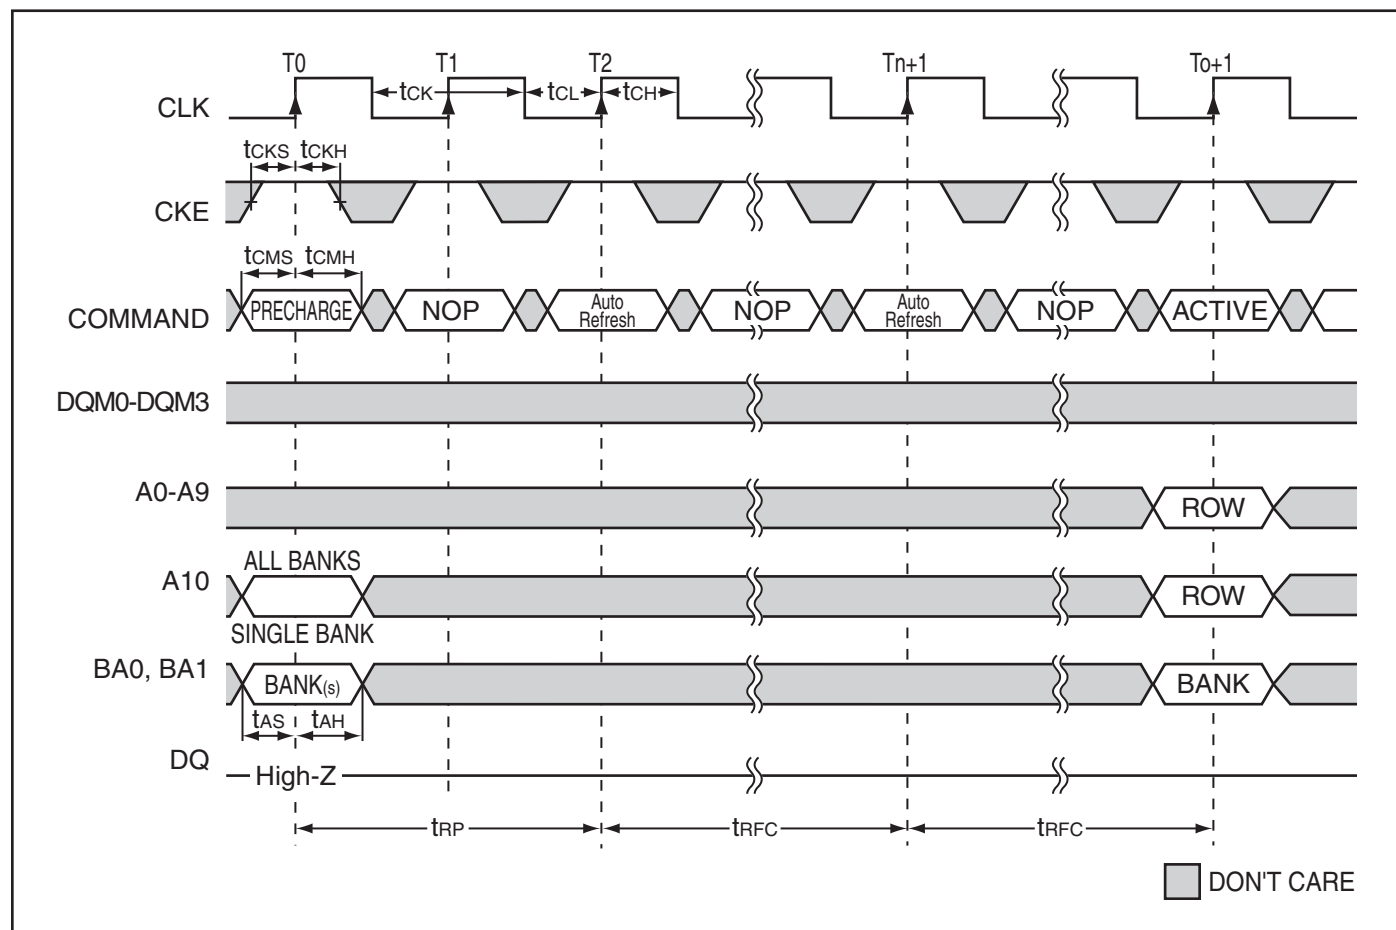 T0 T1 T2 Tn+1 To+1
CLK tCK tCL tCH
tCKS tCKH
CKE
tCMS tCMH
COMMAND PRECHARGE NOP Auto Refresh NOP Auto Refresh NOP ACTIVE
DQM0-DQM3
A0-A9 ROW
ALL BANKS
A10 ROW
SINGLE BANK
BA0, BA1 BANK(s) BANK
tAS tAH
DQ High-Z
tRP tRFC tRFC
DON'T CARE